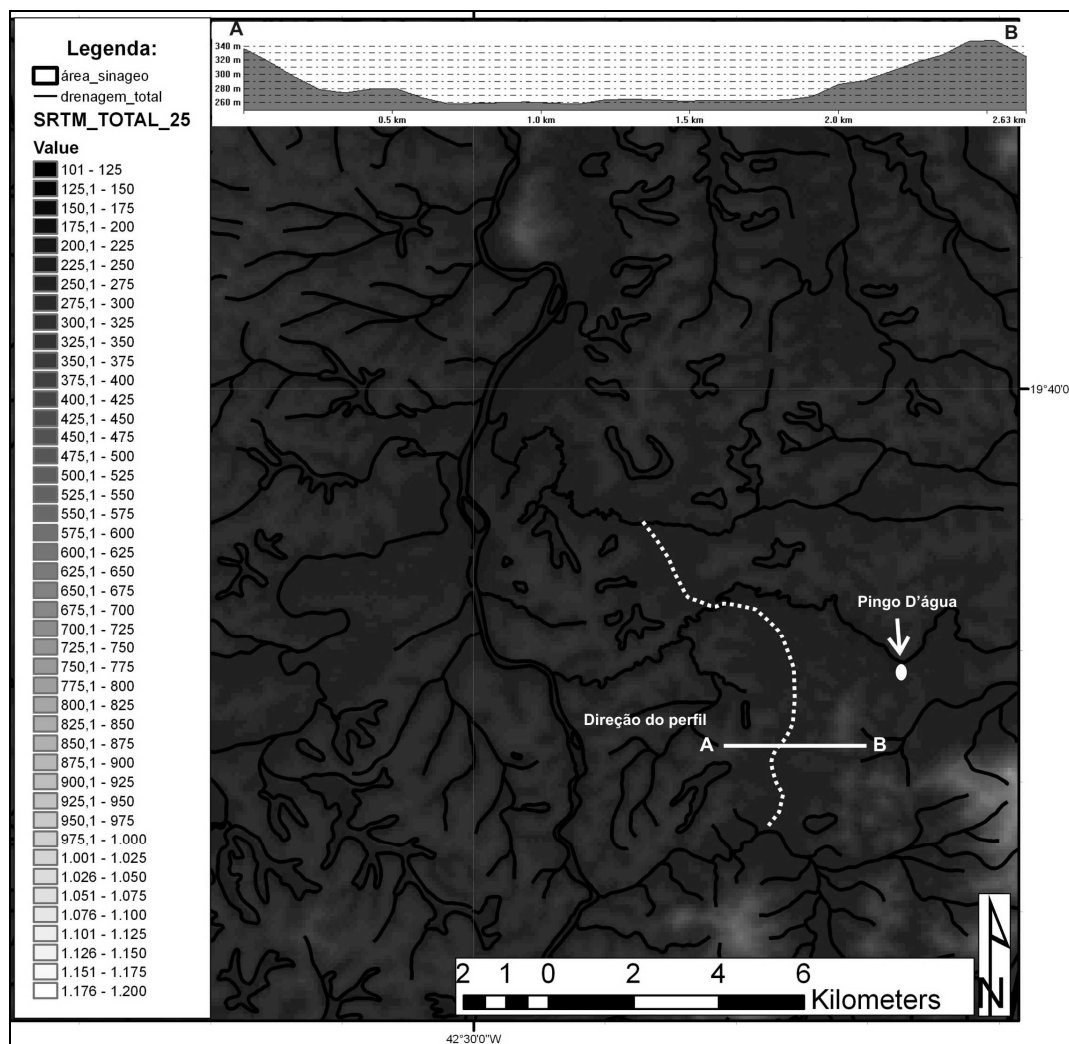 Legenda:
área_sinageo
drenagem_total
SRTM_TOTAL_25
Value
101 - 125
125,1 - 150
150,1 - 175
175,1 - 200
200,1 - 225
225,1 - 250
250,1 - 275
275,1 - 300
300,1 - 325
325,1 - 350
350,1 - 375
375,1 - 400
400,1 - 425
425,1 - 450
450,1 - 475
475,1 - 500
500,1 - 525
525,1 - 550
550,1 - 575
575,1 - 600
600,1 - 625
625,1 - 650
650,1 - 675
675,1 - 700
700,1 - 725
725,1 - 750
750,1 - 775
775,1 - 800
800,1 - 825
825,1 - 850
850,1 - 875
875,1 - 900
900,1 - 925
925,1 - 950
950,1 - 975
975,1 - 1.000
1.001 - 1.025
1.026 - 1.050
1.051 - 1.075
1.076 - 1.100
1.101 - 1.125
1.126 - 1.150
1.151 - 1.175
1.176 - 1.200
A B
340 m
320 m
300 m
280 m
260 m
0.5 km 1.0 km 1.5 km 2.0 km 2.63 km
19°40'0
Pingo D'água
Direção do perfil
A B
2 1 0 2 4 6
Kilometers
N
42°30'0"W